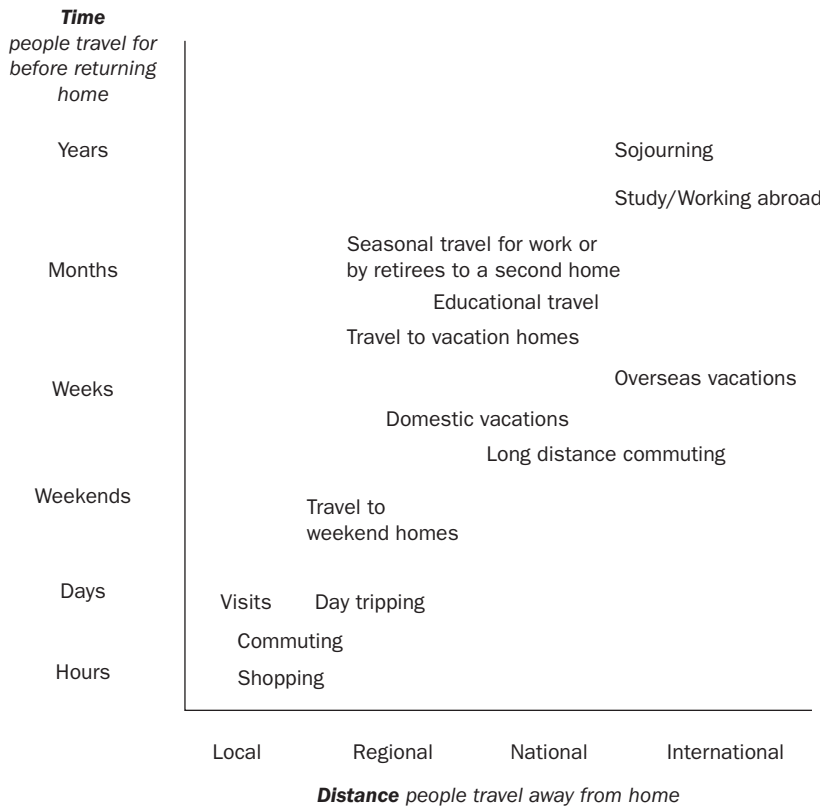 Time
people travel for
before returning
home
Years
Sojourning
Study/Working abroad
Seasonal travel for work or
Months
by retirees to a second home
Educational travel
Travel to vacation homes
Overseas vacations
Weeks
Domestic vacations
Long distance commuting
Weekends
Travel to
weekend homes
Days
Visits
Day tripping
Commuting
Hours
Shopping
Local
Regional
National
International
Distance people travel away from home